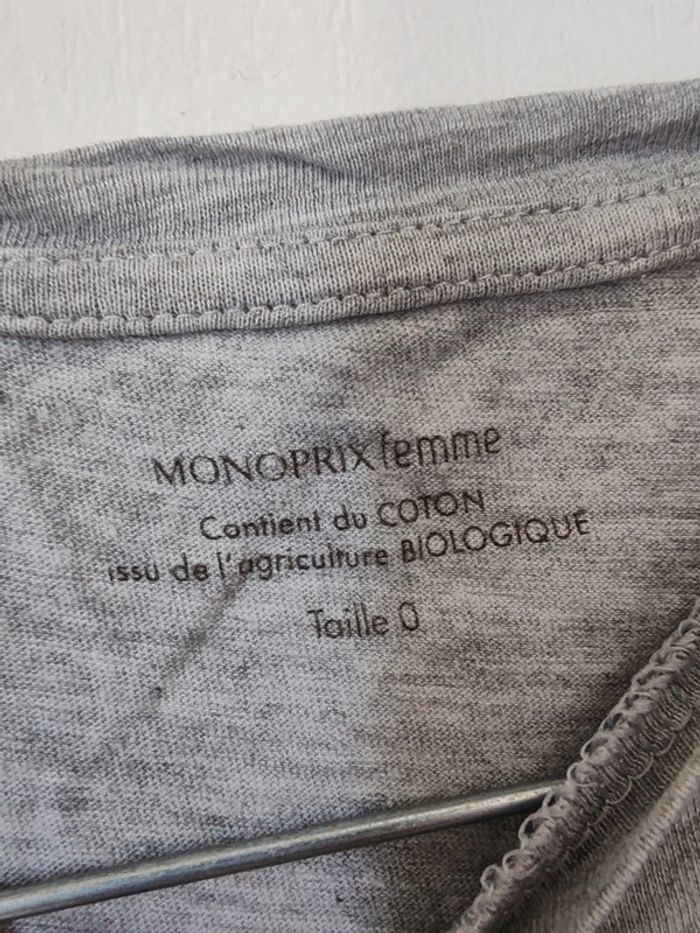 MONOPRIX femme
Contient du COTON
issu de l'agriculture BIOLOGIQUE
Taille 0